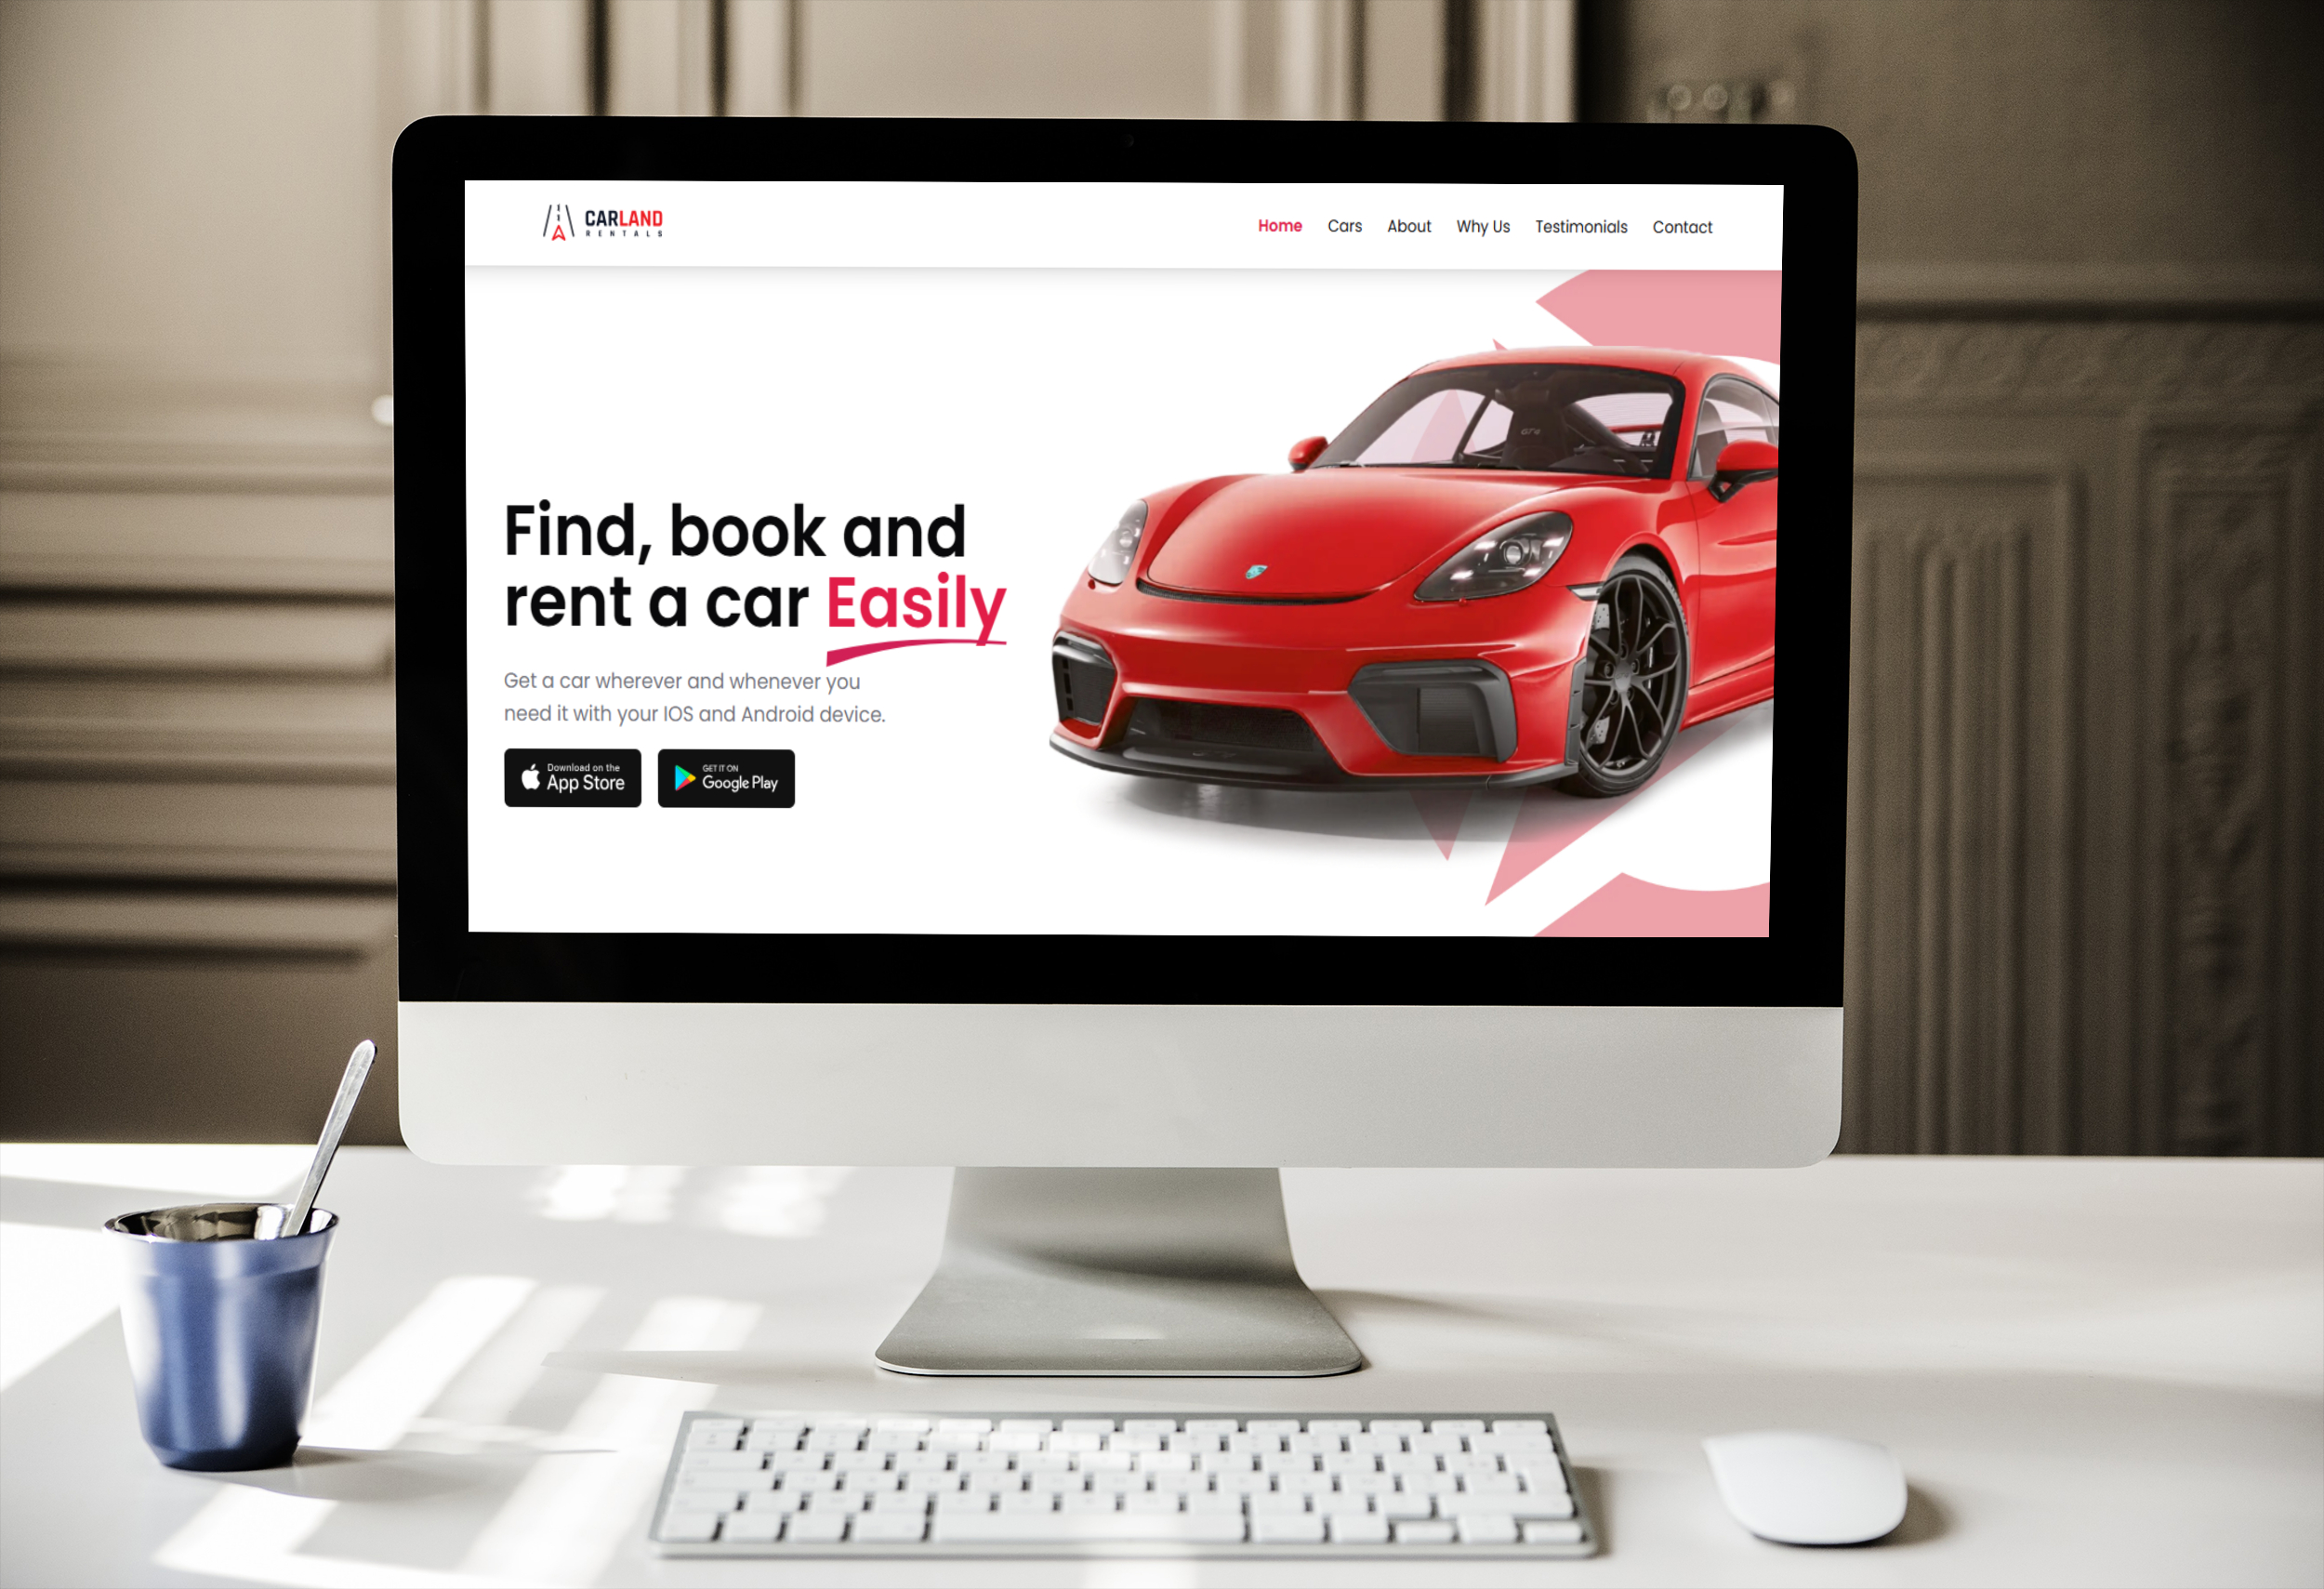 CARLAND
RENTALS
Home Cars About Why Us Testimonials Contact
Find, book and
rent a car Easily
Get a car wherever and whenever you
need it with your IOS and Android device.
Download on the
App Store
GET IT ON
Google Play